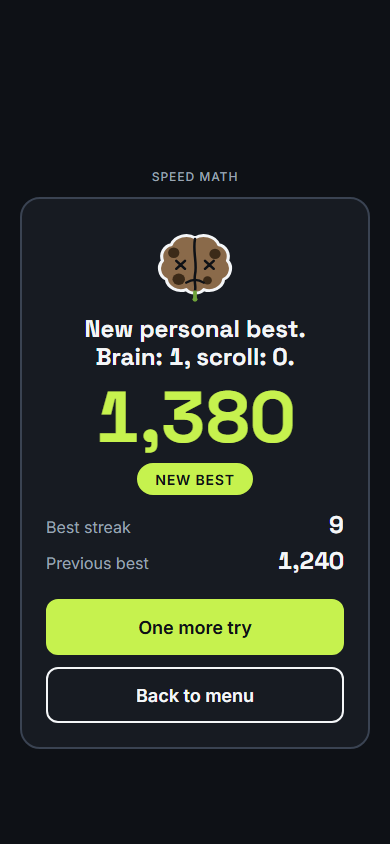 SPEED MATH
New personal best.
Brain: 1, scroll: 0.
1,380
NEW BEST
Best streak 9
Previous best 1,240
One more try
Back to menu